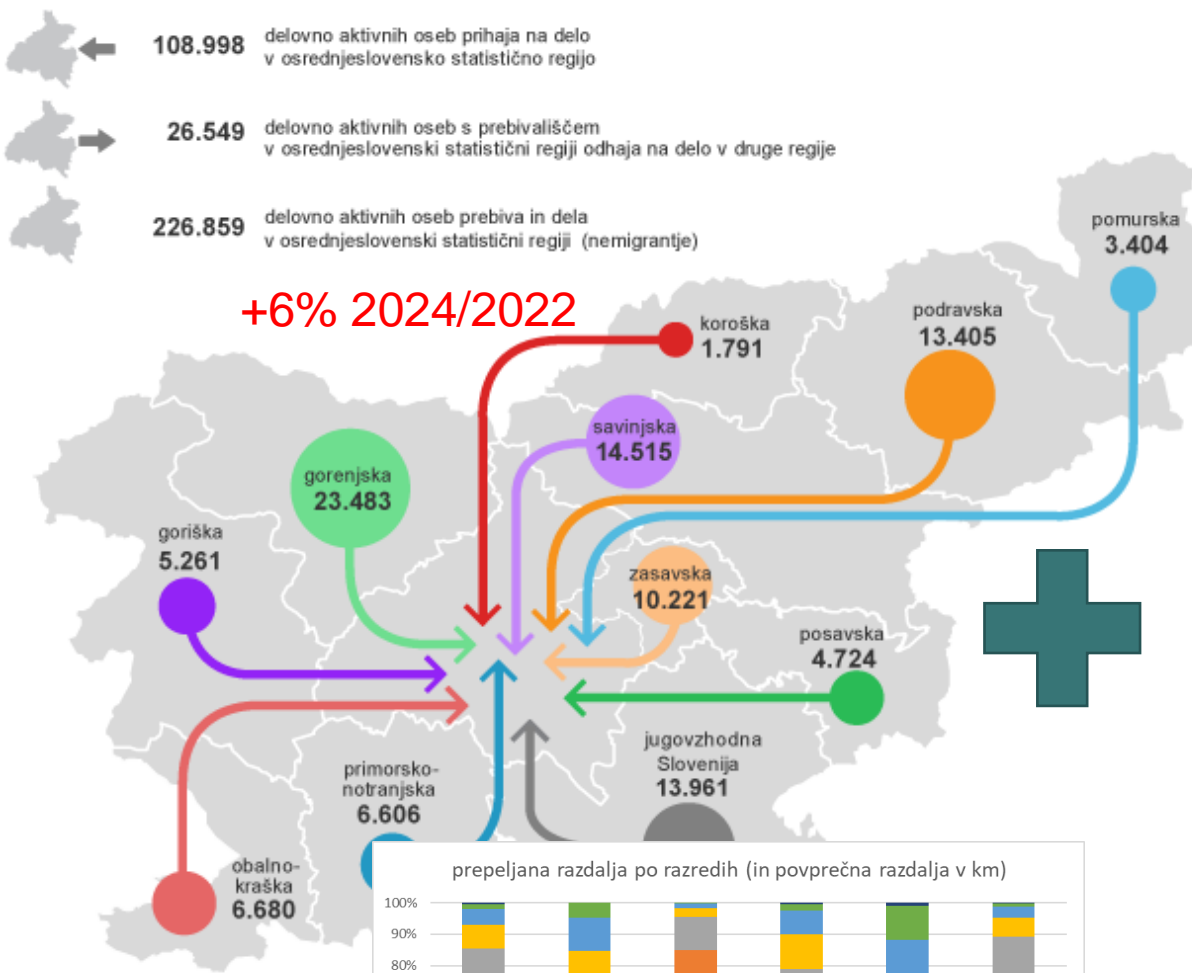 108.998 delovno aktivnih oseb prihaja na delo
v osrednjeslovensko statistično regijo
26.549 delovno aktivnih oseb s prebivališčem
v osrednjeslovenski statistični regiji odhaja na delo v druge regije
226.859 delovno aktivnih oseb prebiva in dela
v osrednjeslovenski statistični regiji (nemigrantje)
+6% 2024/2022
pomurska
3.404
koroška
1.791
podravska
13.405
savinjska
14.515
gorenjska
23.483
goriška
5.261
zasavska
10.221
posavska
4.724
jugovzhodna
Slovenija
13.961
primorsko-
notranjska
6.606
obalno-
kraška
6.680
prepeljana razdalja po razredih (in povprečna razdalja v km)
100%
90%
80%